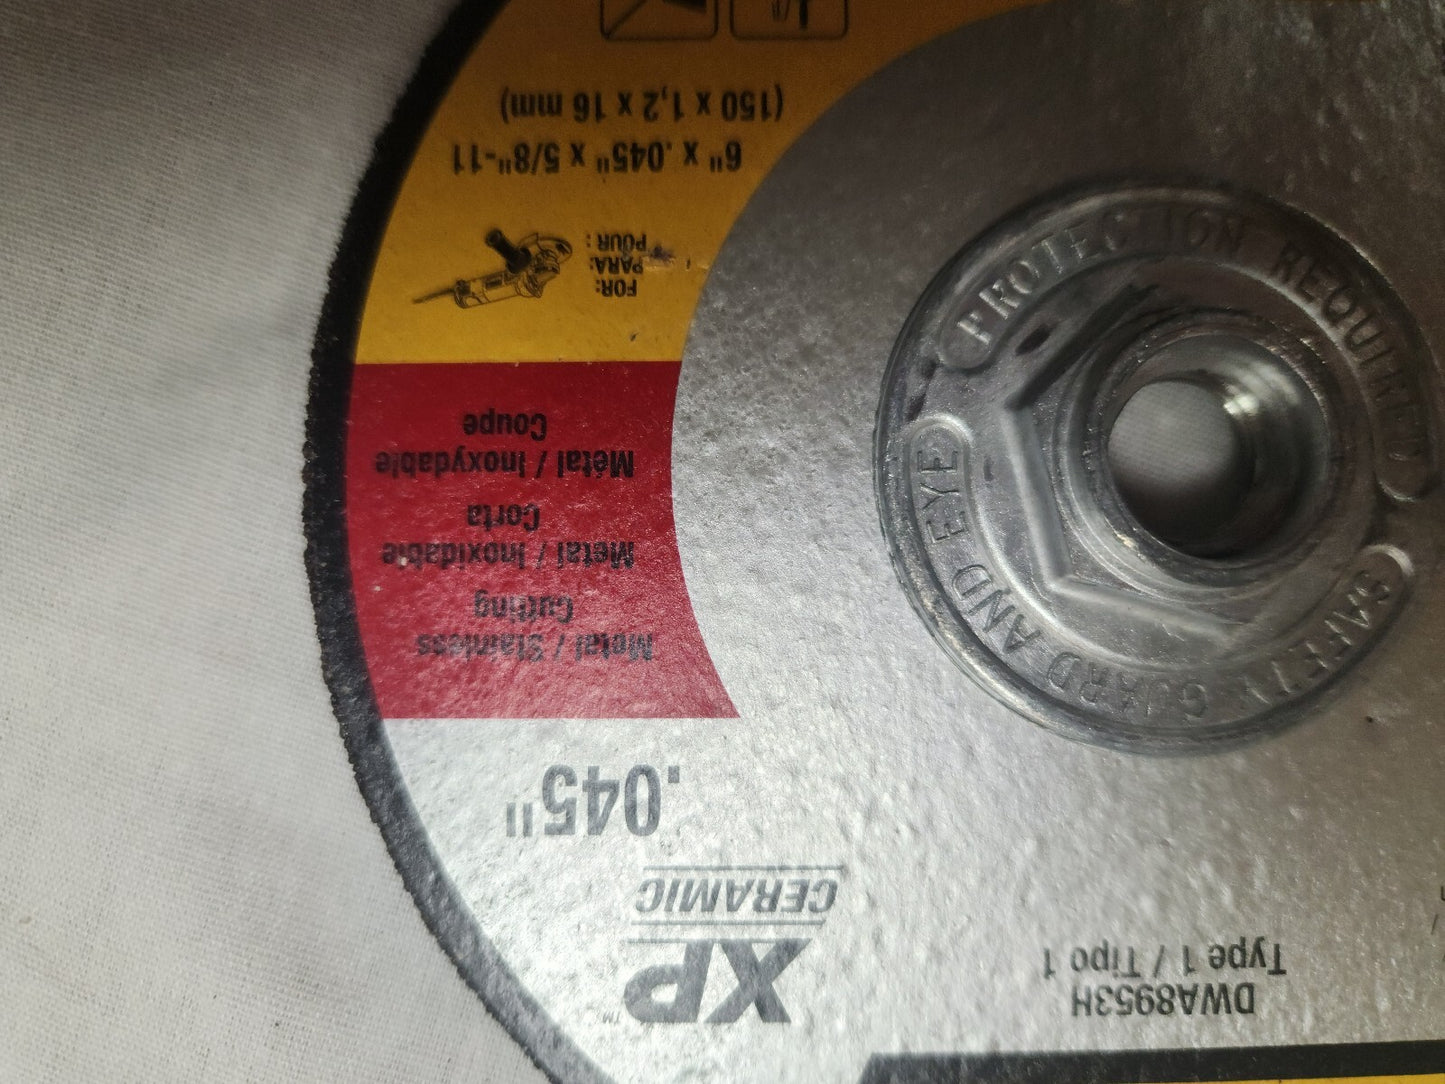 DWA8953H
Type 1 / Tipo 1
XP™
CERAMIC
.045"
Metal / Stainless
Cutting
Metal / Inoxidable
Corta
Métal / Inoxydable
Coupe
FOR:
PARA:
POUR :
6" x .045" x 5/8"-11
(150 x 1,2 x 16 mm)
SAFETY GUARD AND EYE
PROTECTION REQUIRED